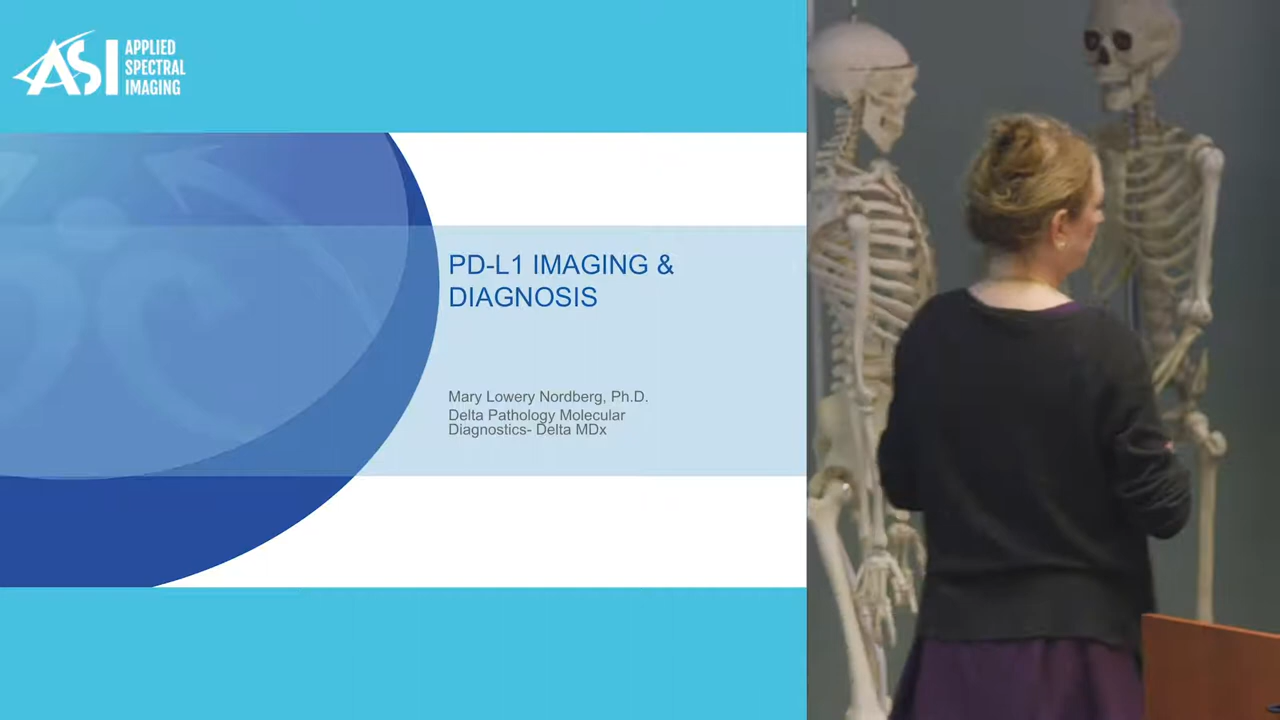 ASI
APPLIED
SPECTRAL
IMAGING
PD-L1 IMAGING &
DIAGNOSIS
Mary Lowery Nordberg, Ph.D.
Delta Pathology Molecular
Diagnostics- Delta MDx